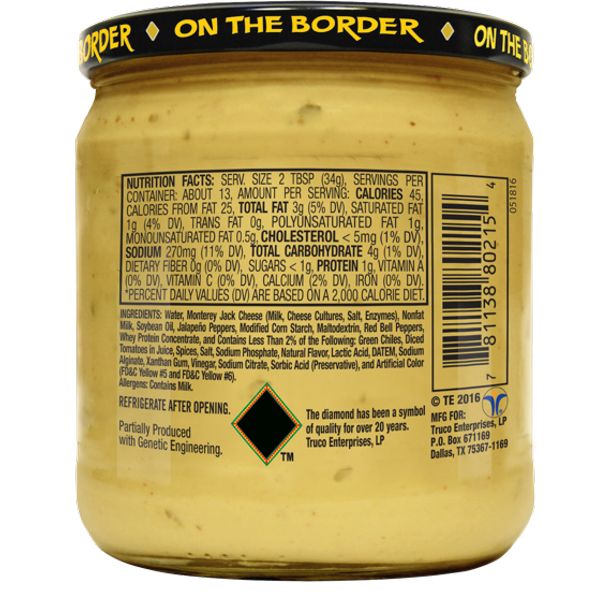 BORDER ON THE BORDER ON THE B
NUTRITION FACTS: SERV. SIZE 2 TBSP (34g), SERVINGS PER
CONTAINER: ABOUT 13, AMOUNT PER SERVING: CALORIES 45,
CALORIES FROM FAT 25, TOTAL FAT 3g (5% DV), SATURATED FAT
1g (4% DV), TRANS FAT 0g, POLYUNSATURATED FAT 1g,
MONOUNSATURATED FAT 0.5g, CHOLESTEROL < 5mg (1% DV),
SODIUM 270mg (11% DV), TOTAL CARBOHYDRATE 4g (1% DV),
DIETARY FIBER 0g (0% DV), SUGARS < 1g, PROTEIN 1g, VITAMIN A
(0% DV), VITAMIN C (0% DV), CALCIUM (2% DV), IRON (0% DV).
*PERCENT DAILY VALUES (DV) ARE BASED ON A 2,000 CALORIE DIET.
INGREDIENTS: Water, Monterey Jack Cheese (Milk, Cheese Cultures, Salt, Enzymes), Nonfat
Milk, Soybean Oil, Jalapeño Peppers, Modified Corn Starch, Maltodextrin, Red Bell Peppers,
Whey Protein Concentrate, and Contains Less Than 2% of the Following: Green Chiles, Diced
Tomatoes in Juice, Spices, Salt, Sodium Phosphate, Natural Flavor, Lactic Acid, DATEM, Sodium
Alginate, Xanthan Gum, Vinegar, Sodium Citrate, Sorbic Acid (Preservative), and Artificial Color
(FD&C Yellow #5 and FD&C Yellow #6).
Allergens: Contains Milk.
REFRIGERATE AFTER OPENING.
Partially Produced
with Genetic Engineering.
TM
The diamond has been a symbol
of quality for over 20 years.
Truco Enterprises, LP
7 81138 80215 4
051816
© TE 2016
MFG FOR:
Truco Enterprises, LP
P.O. Box 671169
Dallas, TX 75367-1169